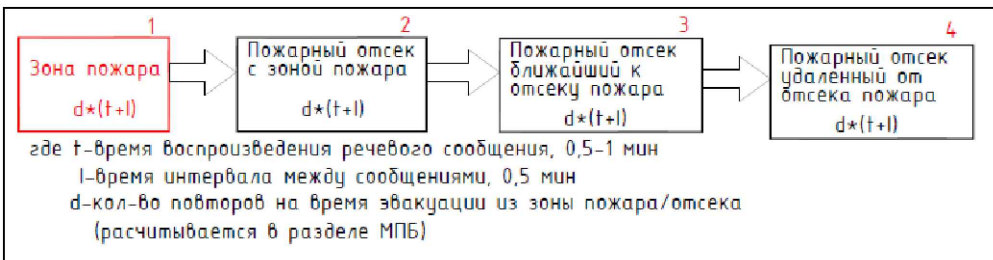 1
Зона пожара
d*(t+I)
2
Пожарный отсек
с зоной пожара
d*(t+I)
3
Пожарный отсек
ближайший к
отсеку пожара
d*(t+I)
4
Пожарный отсек
удалённый от
отсека пожара
d*(t+I)
где t-время воспроизведения речевого сообщения, 0,5-1 мин
I-время интервала между сообщениями, 0,5 мин
d-кол-во повторов на время эвакуации из зоны пожара/отсека
(расчитывается в разделе МПБ)